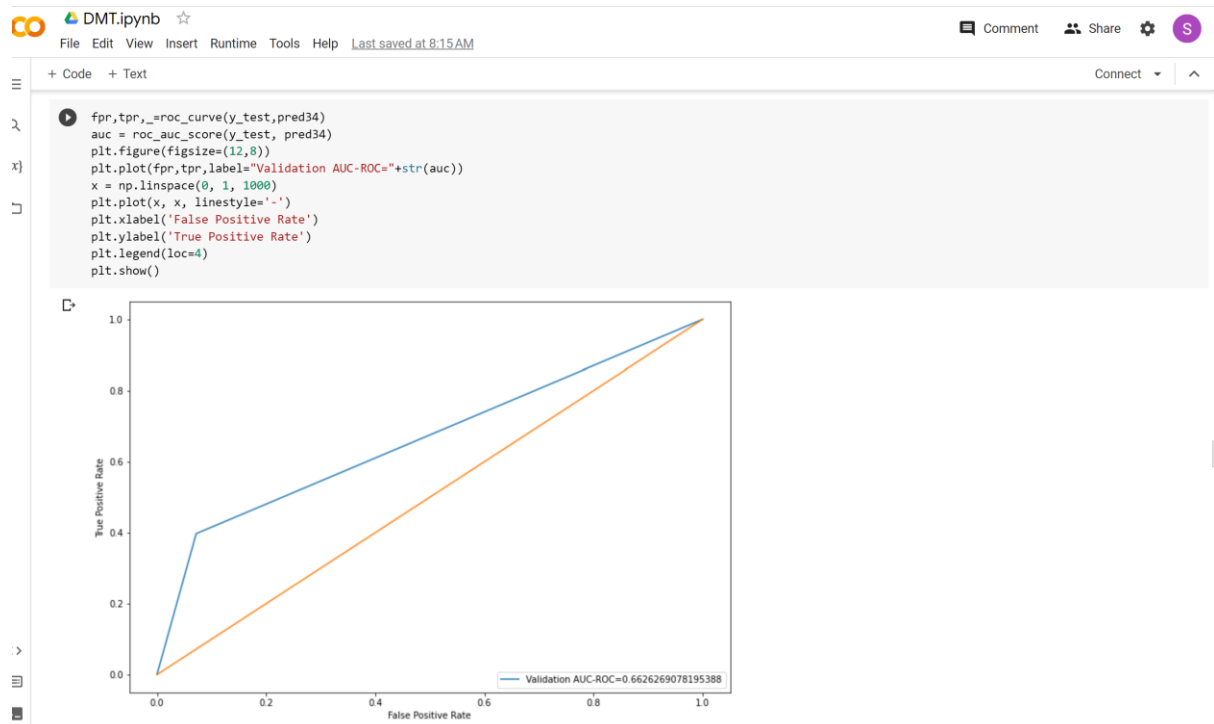 CO DMT.ipynb
Comment Share S
File Edit View Insert Runtime Tools Help Last saved at 8:15 AM
+ Code + Text Connect
fpr,tpr,_=roc_curve(y_test,pred34)
auc = roc_auc_score(y_test, pred34)
plt.figure(figsize=(12,8))
plt.plot(fpr,tpr,label="Validation AUC-ROC="+str(auc))
x = np.linspace(0, 1, 1000)
plt.plot(x, x, linestyle='-')
plt.xlabel('False Positive Rate')
plt.ylabel('True Positive Rate')
plt.legend(loc=4)
plt.show()
1.0
0.8
0.6
0.4
0.2
0.0
True Positive Rate
Validation AUC-ROC=0.6626269078195388
0.0 0.2 0.4 0.6 0.8 1.0
False Positive Rate